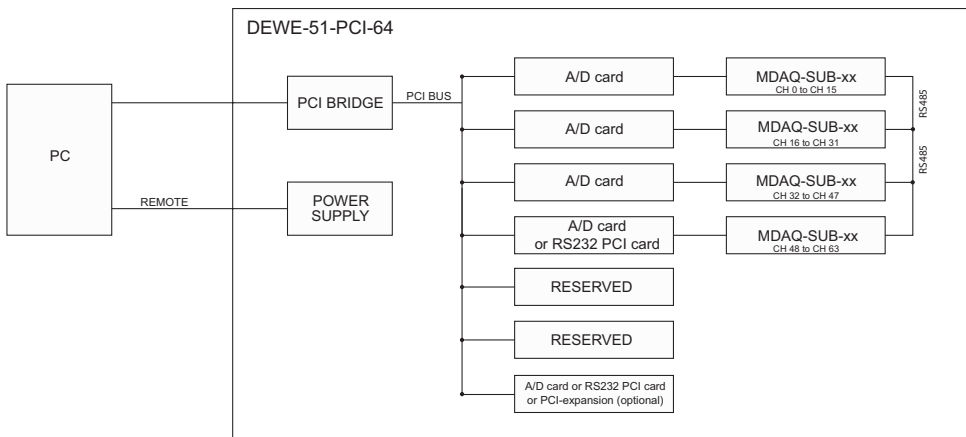 DEWE-51-PCI-64
PC
REMOTE
PCI BRIDGE
PCI BUS
POWER
SUPPLY
A/D card
MDAQ-SUB-xx
CH 0 to CH 15
RS485
A/D card
MDAQ-SUB-xx
CH 16 to CH 31
RS485
A/D card
MDAQ-SUB-xx
CH 32 to CH 47
A/D card
or RS232 PCI card
MDAQ-SUB-xx
CH 48 to CH 63
RESERVED
RESERVED
A/D card or RS232 PCI card
or PCI-expansion (optional)